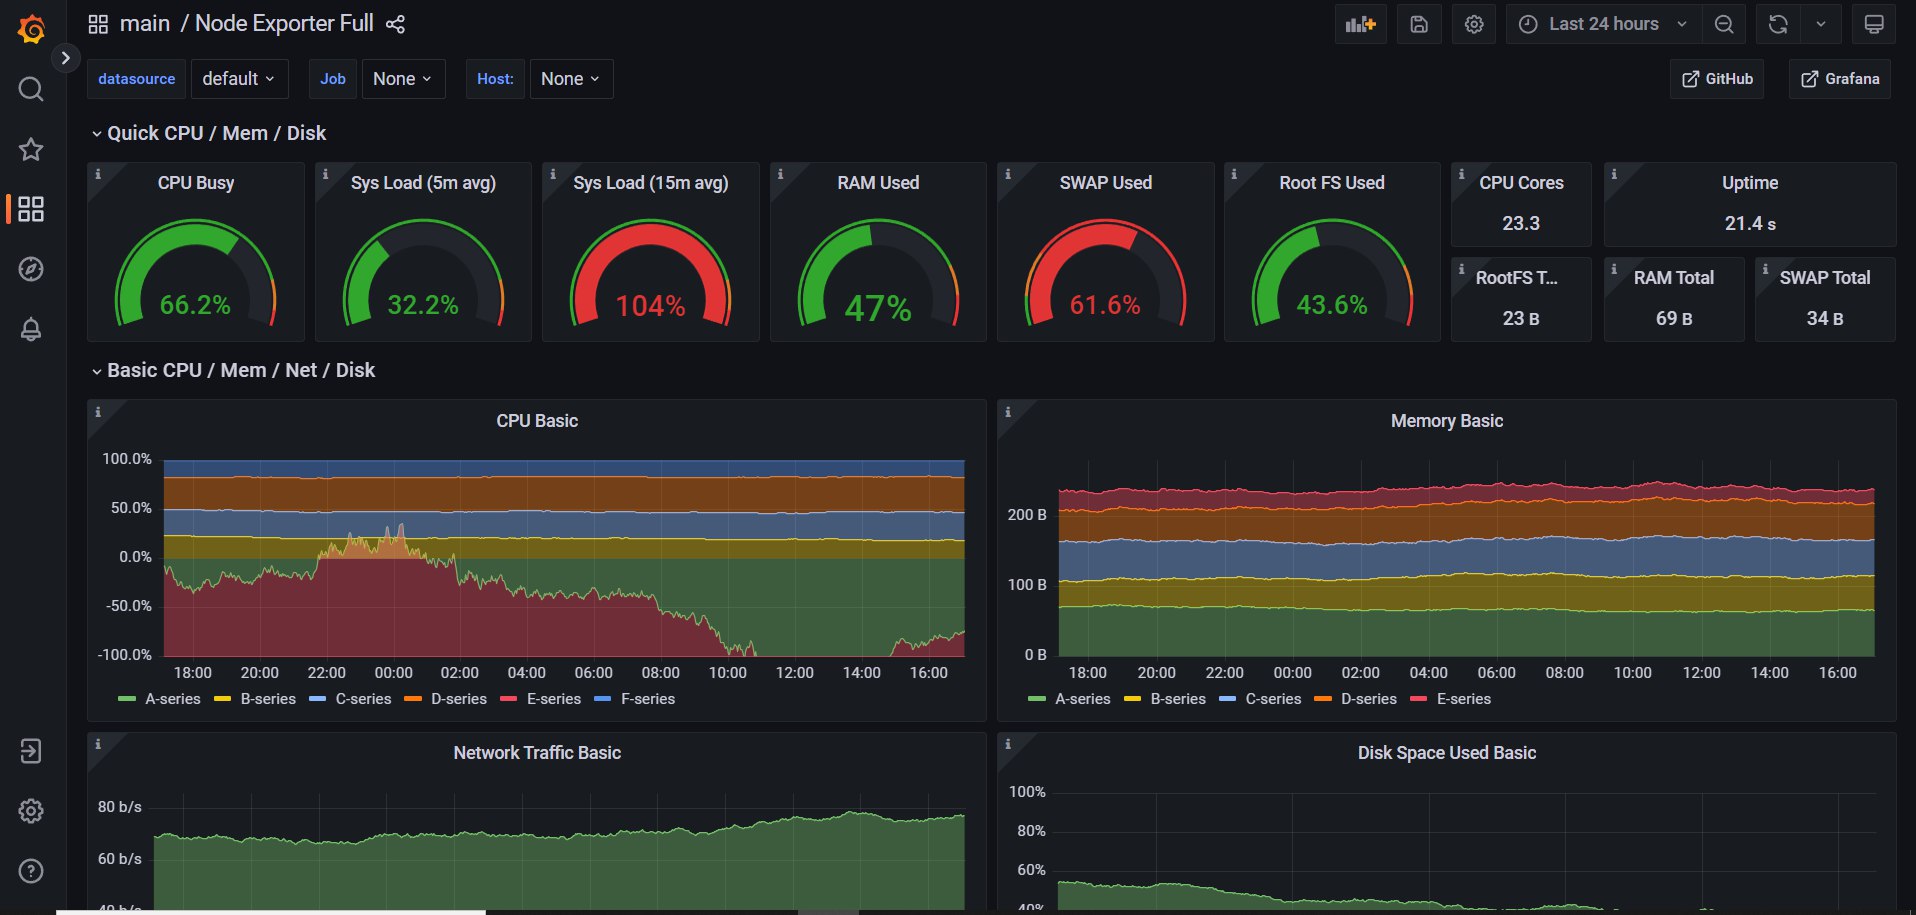 main / Node Exporter Full
Last 24 hours
datasource default Job None Host: None
GitHub Grafana
Quick CPU / Mem / Disk
CPU Busy
66.2%
Sys Load (5m avg)
32.2%
Sys Load (15m avg)
104%
RAM Used
47%
SWAP Used
61.6%
Root FS Used
43.6%
CPU Cores
23.3
Uptime
21.4 s
RootFS T...
23 B
RAM Total
69 B
SWAP Total
34 B
Basic CPU / Mem / Net / Disk
CPU Basic
100.0%
50.0%
0.0%
-50.0%
-100.0%
18:00 20:00 22:00 00:00 02:00 04:00 06:00 08:00 10:00 12:00 14:00 16:00
A-series B-series C-series D-series E-series F-series
Memory Basic
200 B
100 B
0 B
18:00 20:00 22:00 00:00 02:00 04:00 06:00 08:00 10:00 12:00 14:00 16:00
A-series B-series C-series D-series E-series
Network Traffic Basic
80 b/s
60 b/s
40 b/s
Disk Space Used Basic
100%
80%
60%
40%